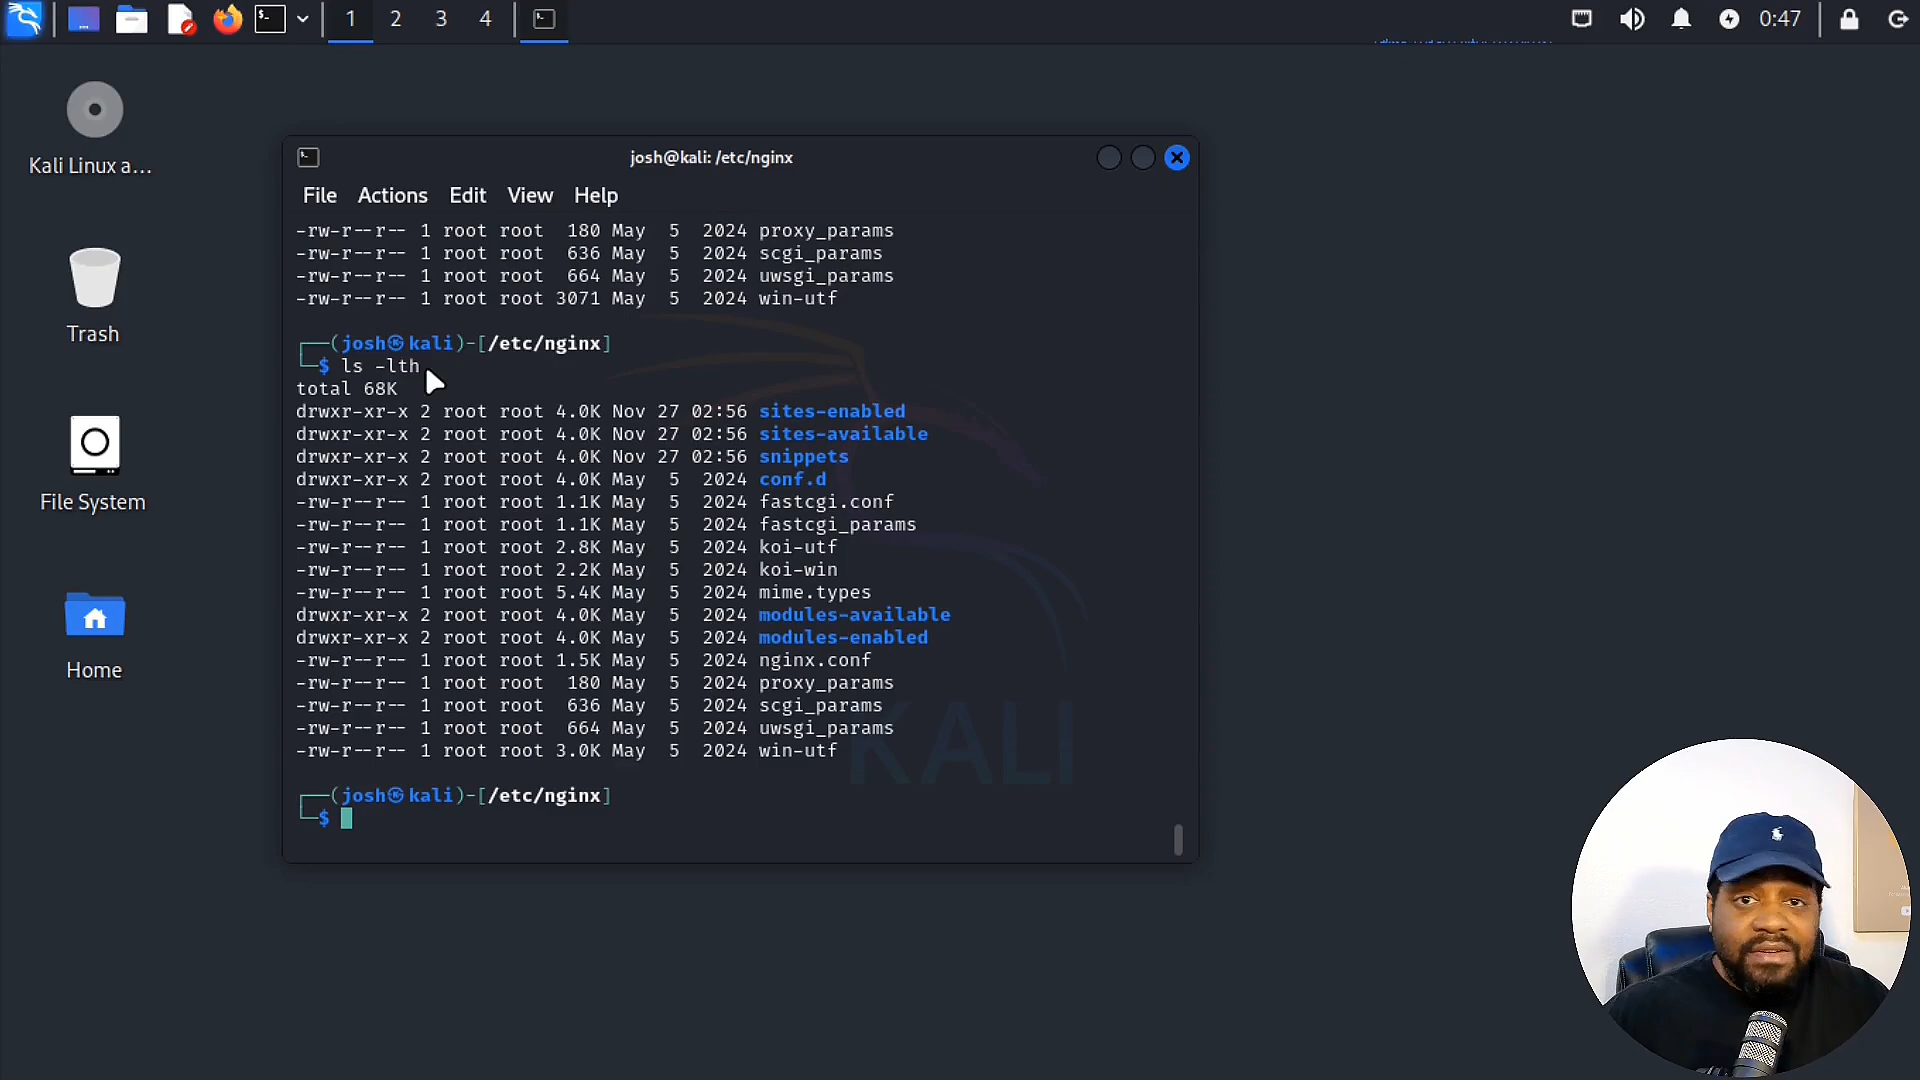 1 2 3 4
0:47
Kali Linux a...
Trash
File System
Home
josh@kali: /etc/nginx
File Actions Edit View Help
-rw-r--r-- 1 root root  180 May  5  2024 proxy_params
-rw-r--r-- 1 root root  636 May  5  2024 scgi_params
-rw-r--r-- 1 root root  664 May  5  2024 uwsgi_params
-rw-r--r-- 1 root root 3071 May  5  2024 win-utf
┌──(josh㉿kali)-[/etc/nginx]
└─$ ls -lth
total 68K
drwxr-xr-x 2 root root 4.0K Nov 27 02:56 sites-enabled
drwxr-xr-x 2 root root 4.0K Nov 27 02:56 sites-available
drwxr-xr-x 2 root root 4.0K Nov 27 02:56 snippets
drwxr-xr-x 2 root root 4.0K May  5  2024 conf.d
-rw-r--r-- 1 root root 1.1K May  5  2024 fastcgi.conf
-rw-r--r-- 1 root root 1.1K May  5  2024 fastcgi_params
-rw-r--r-- 1 root root 2.8K May  5  2024 koi-utf
-rw-r--r-- 1 root root 2.2K May  5  2024 koi-win
-rw-r--r-- 1 root root 5.4K May  5  2024 mime.types
drwxr-xr-x 2 root root 4.0K May  5  2024 modules-available
drwxr-xr-x 2 root root 4.0K May  5  2024 modules-enabled
-rw-r--r-- 1 root root 1.5K May  5  2024 nginx.conf
-rw-r--r-- 1 root root  180 May  5  2024 proxy_params
-rw-r--r-- 1 root root  636 May  5  2024 scgi_params
-rw-r--r-- 1 root root  664 May  5  2024 uwsgi_params
-rw-r--r-- 1 root root 3.0K May  5  2024 win-utf
KALI
┌──(josh㉿kali)-[/etc/nginx]
└─$